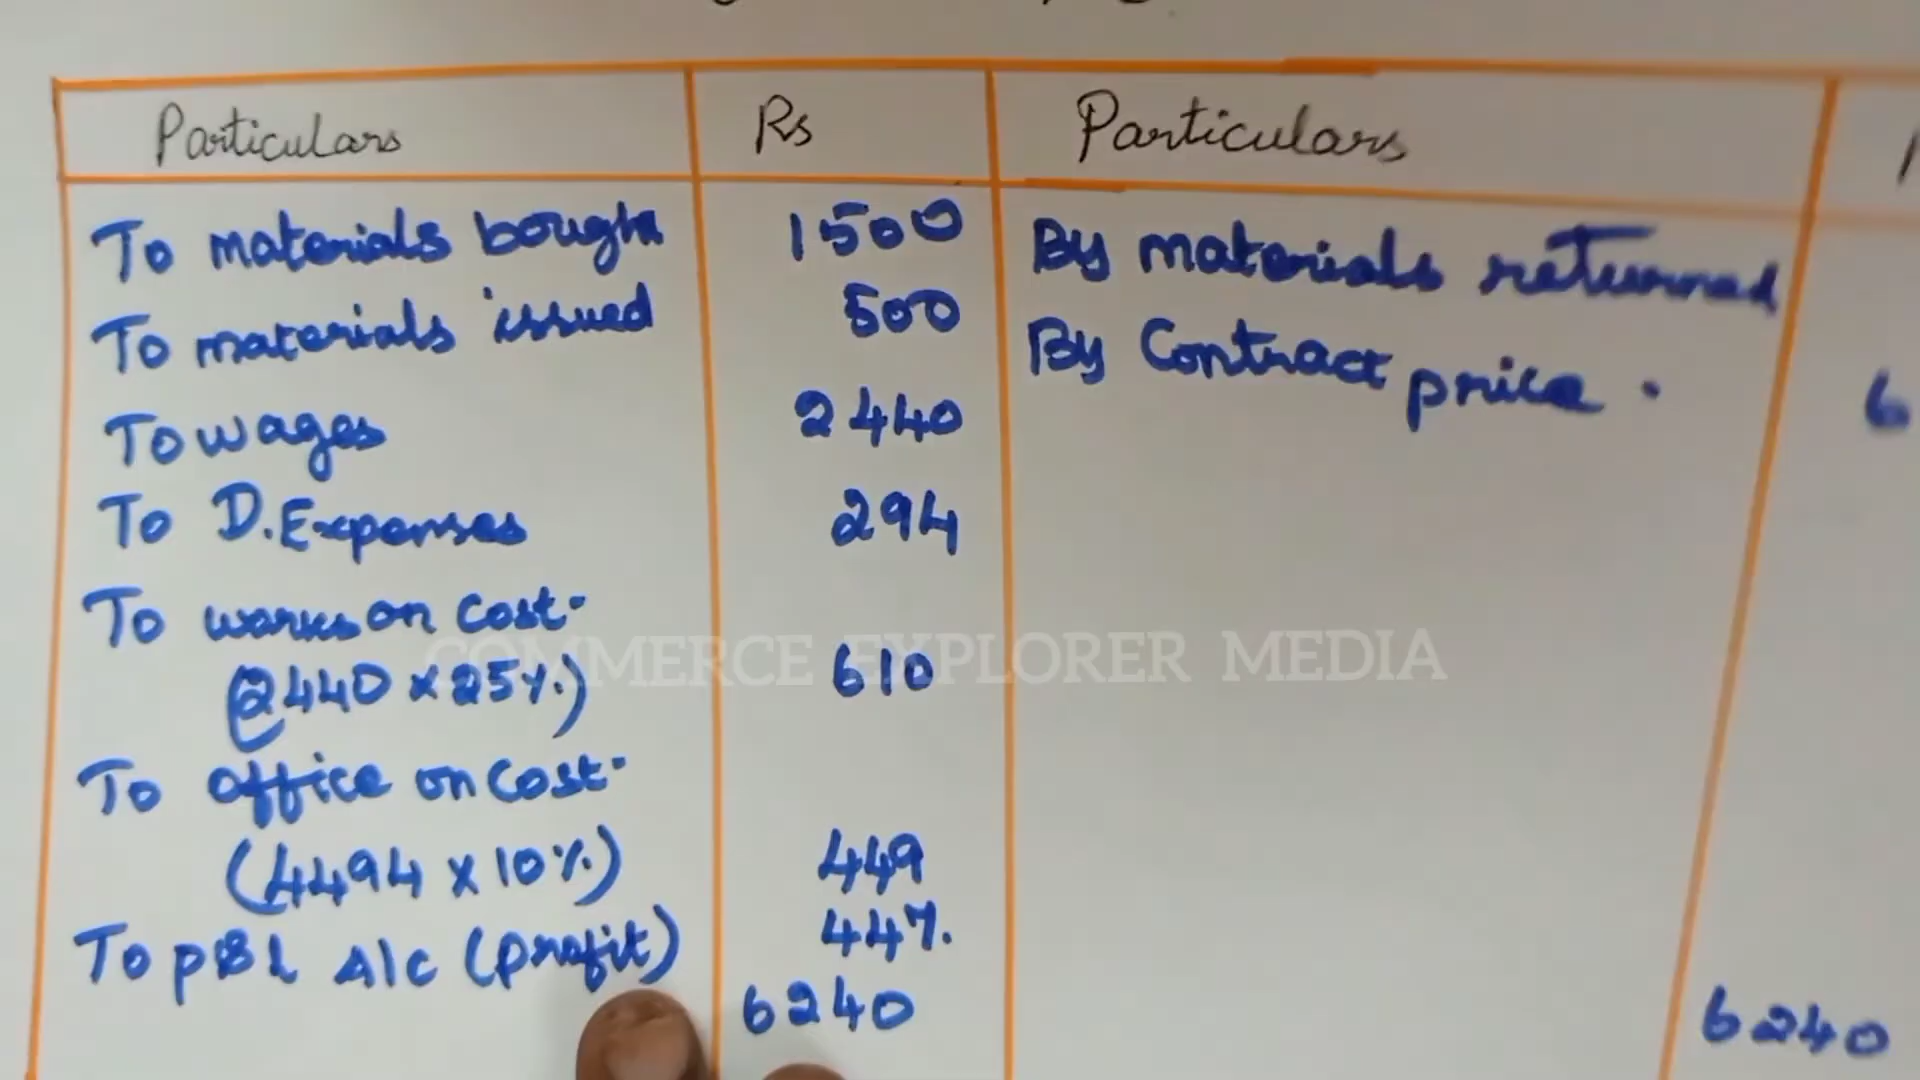 Particulars Rs Particulars
To materials bought 1500 By materials returned
To materials issued 500 By Contract price . 6
To wages 2440
To D.Expenses 294
To works on cost.
(2440 x 25%) 610
COMMERCE EXPLORER MEDIA
To office on cost.
(4494 x 10%) 449
To P&L A/c (Profit) 447.
6240 6240